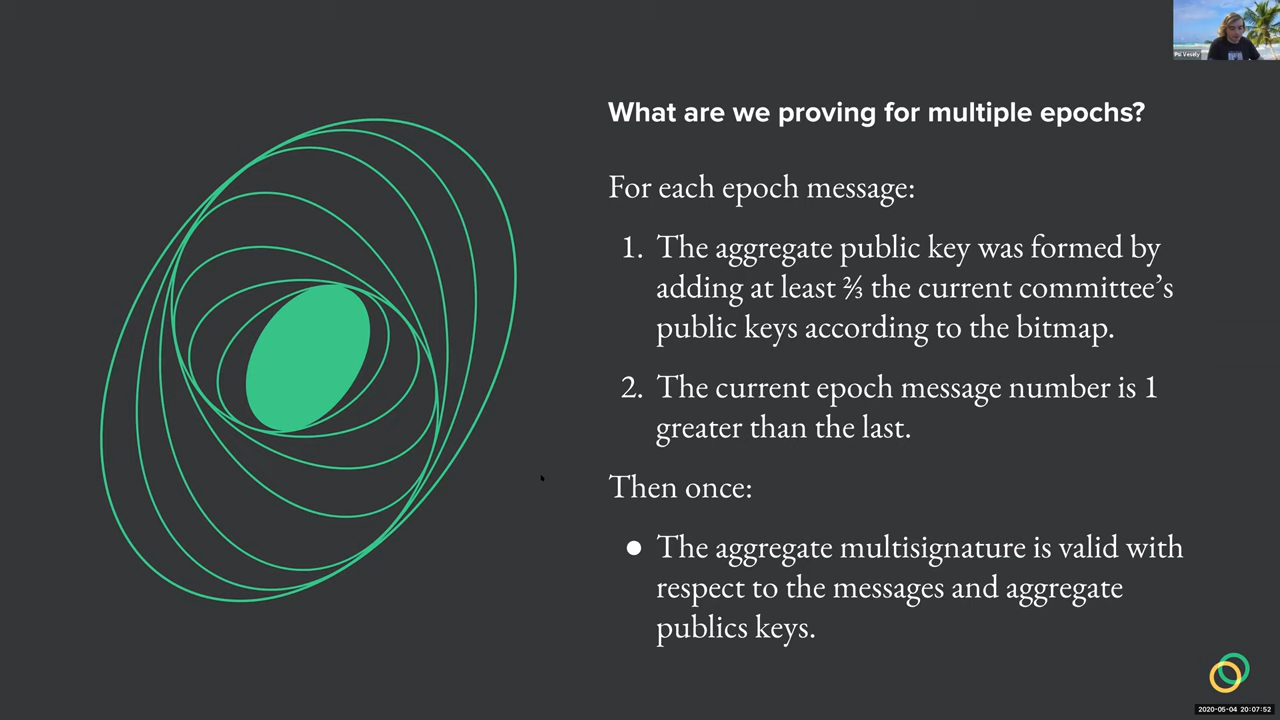 Psi Vesely
What are we proving for multiple epochs?
For each epoch message:
1. The aggregate public key was formed by
adding at least ⅔ the current committee’s
public keys according to the bitmap.
2. The current epoch message number is 1
greater than the last.
Then once:
● The aggregate multisignature is valid with
respect to the messages and aggregate
publics keys.
2020-05-04 20:07:52